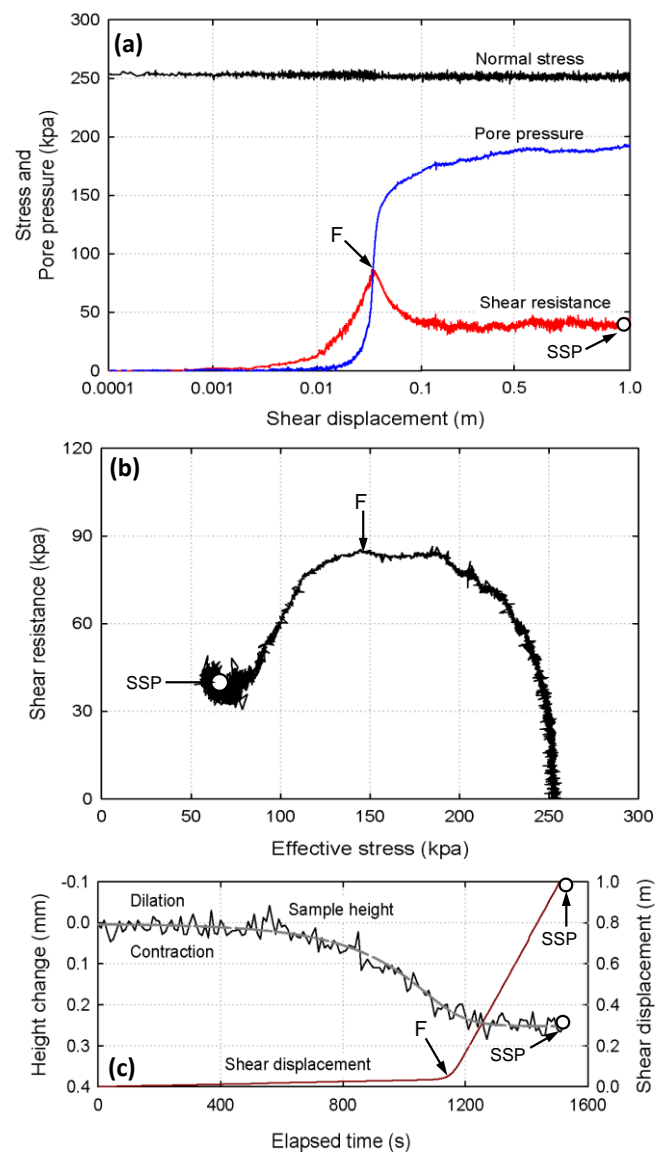 (a)
300
250
200
150
100
50
0
Stress and
Pore pressure (kpa)
Normal stress
Pore pressure
F
Shear resistance
SSP
0.0001 0.001 0.01 0.1 0.5 1.0
Shear displacement (m)
(b)
120
90
60
30
0
Shear resistance (kpa)
F
SSP
0 50 100 150 200 250 300
Effective stress (kpa)
-0.1
0.0
0.1
0.2
0.3
0.4
Height change (mm)
Dilation
Sample height
Contraction
SSP
F
SSP
Shear displacement
(c)
1.0
0.8
0.6
0.4
0.2
0.0
Shear displacement (m)
0 400 800 1200 1600
Elapsed time (s)